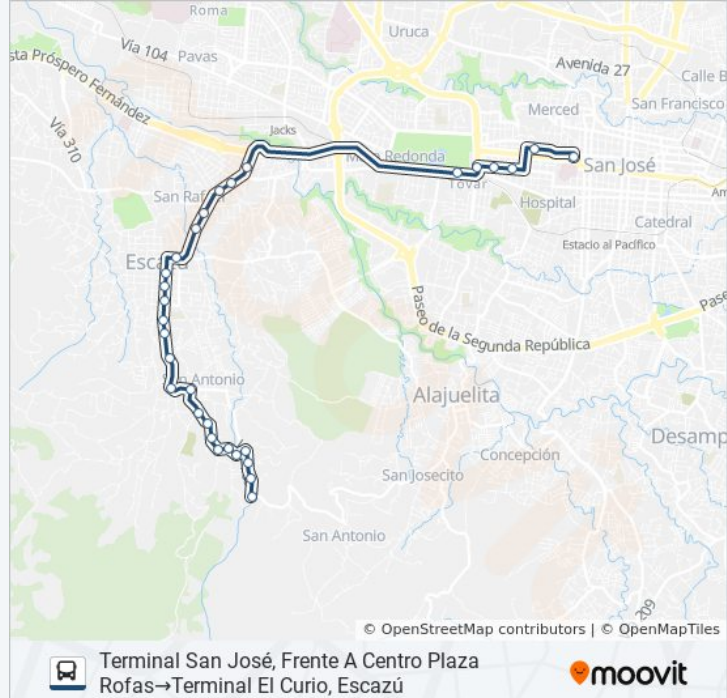 Roma
Uruca
Vía 104
Pavas
Avenida 27
Calle B
sta Próspero Fernández
Merced
San Francisco
Jacks
Vía 310
Redonda
San José
San Rafael
Tovar
Hospital
Am
Catedral
Escazú
Estacio al Pacífico
Paseo de la Segunda República
Pase
San Antonio
Alajuelita
Desamp
Concepción
San Josecito
San Antonio
209
© OpenStreetMap contributors | © OpenMapTiles
Terminal San José, Frente A Centro Plaza
Rofas→Terminal El Curio, Escazú
moovit